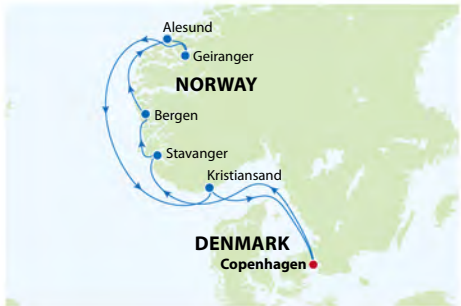 Alesund
Geiranger
NORWAY
Bergen
Stavanger
Kristiansand
DENMARK
Copenhagen